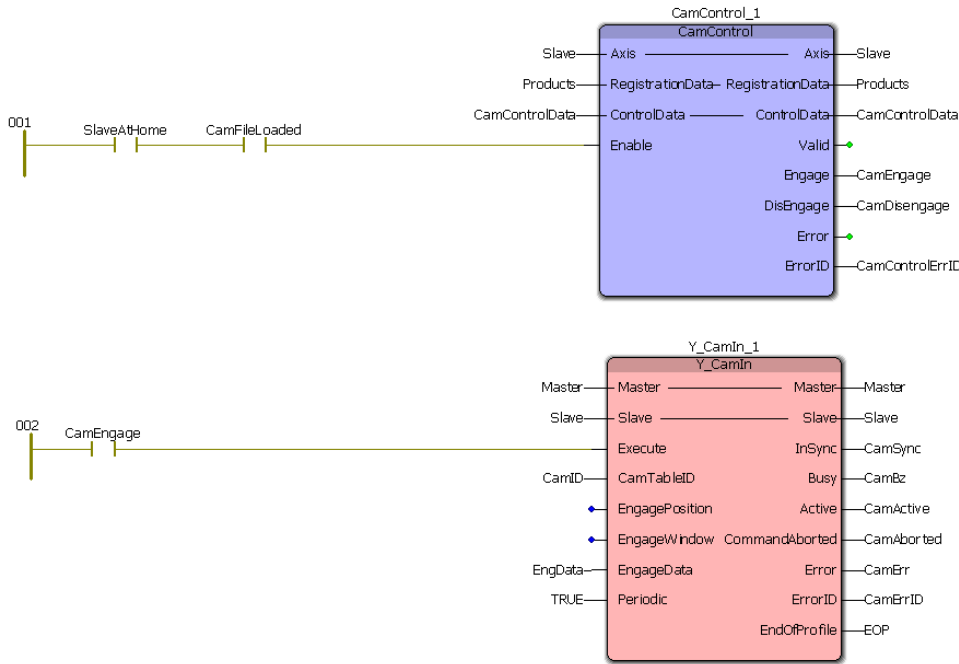 CamControl_1
CamControl
Slave Axis Axis Slave
Products RegistrationData RegistrationData Products
CamControlData ControlData ControlData CamControlData
001 SlaveAtHome CamFileLoaded
Enable Valid
Engage CamEngage
DisEngage CamDisengage
Error
ErrorID CamControlErrID
Y_CamIn_1
Y_CamIn
Master Master Master Master
Slave Slave Slave Slave
002 CamEngage
Execute InSync CamSync
CamID CamTableID Busy CamBz
EngagePosition Active CamActive
EngageWindow CommandAborted CamAborted
EngData EngageData Error CamErr
TRUE Periodic ErrorID CamErrID
EndOfProfile EOP